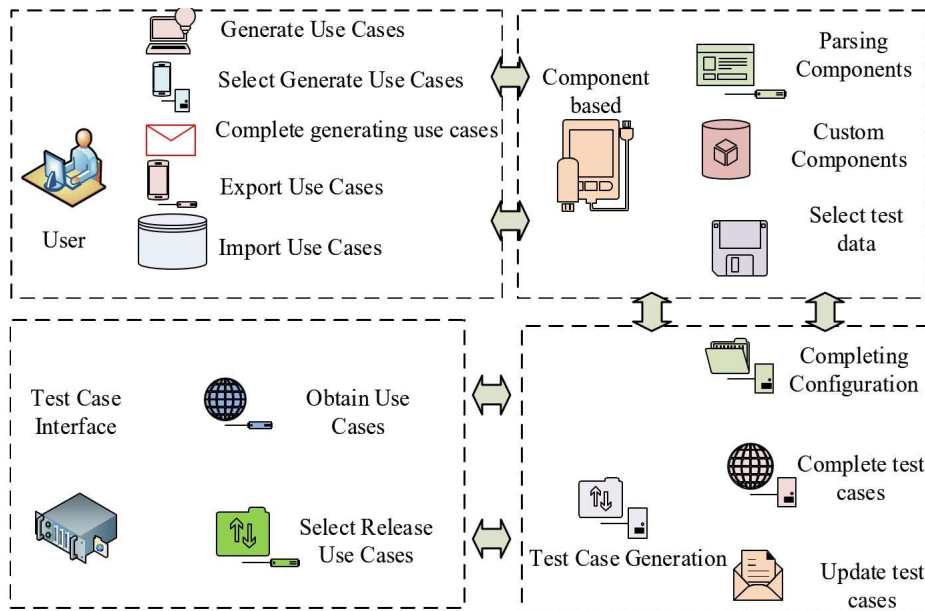 Generate Use Cases
Select Generate Use Cases
Complete generating use cases
Export Use Cases
User
Import Use Cases
Component
based
Parsing
Components
Custom
Components
Select test
data
Test Case
Interface
Obtain Use
Cases
Select Release
Use Cases
Completing
Configuration
Complete test
cases
Test Case Generation
Update test
cases